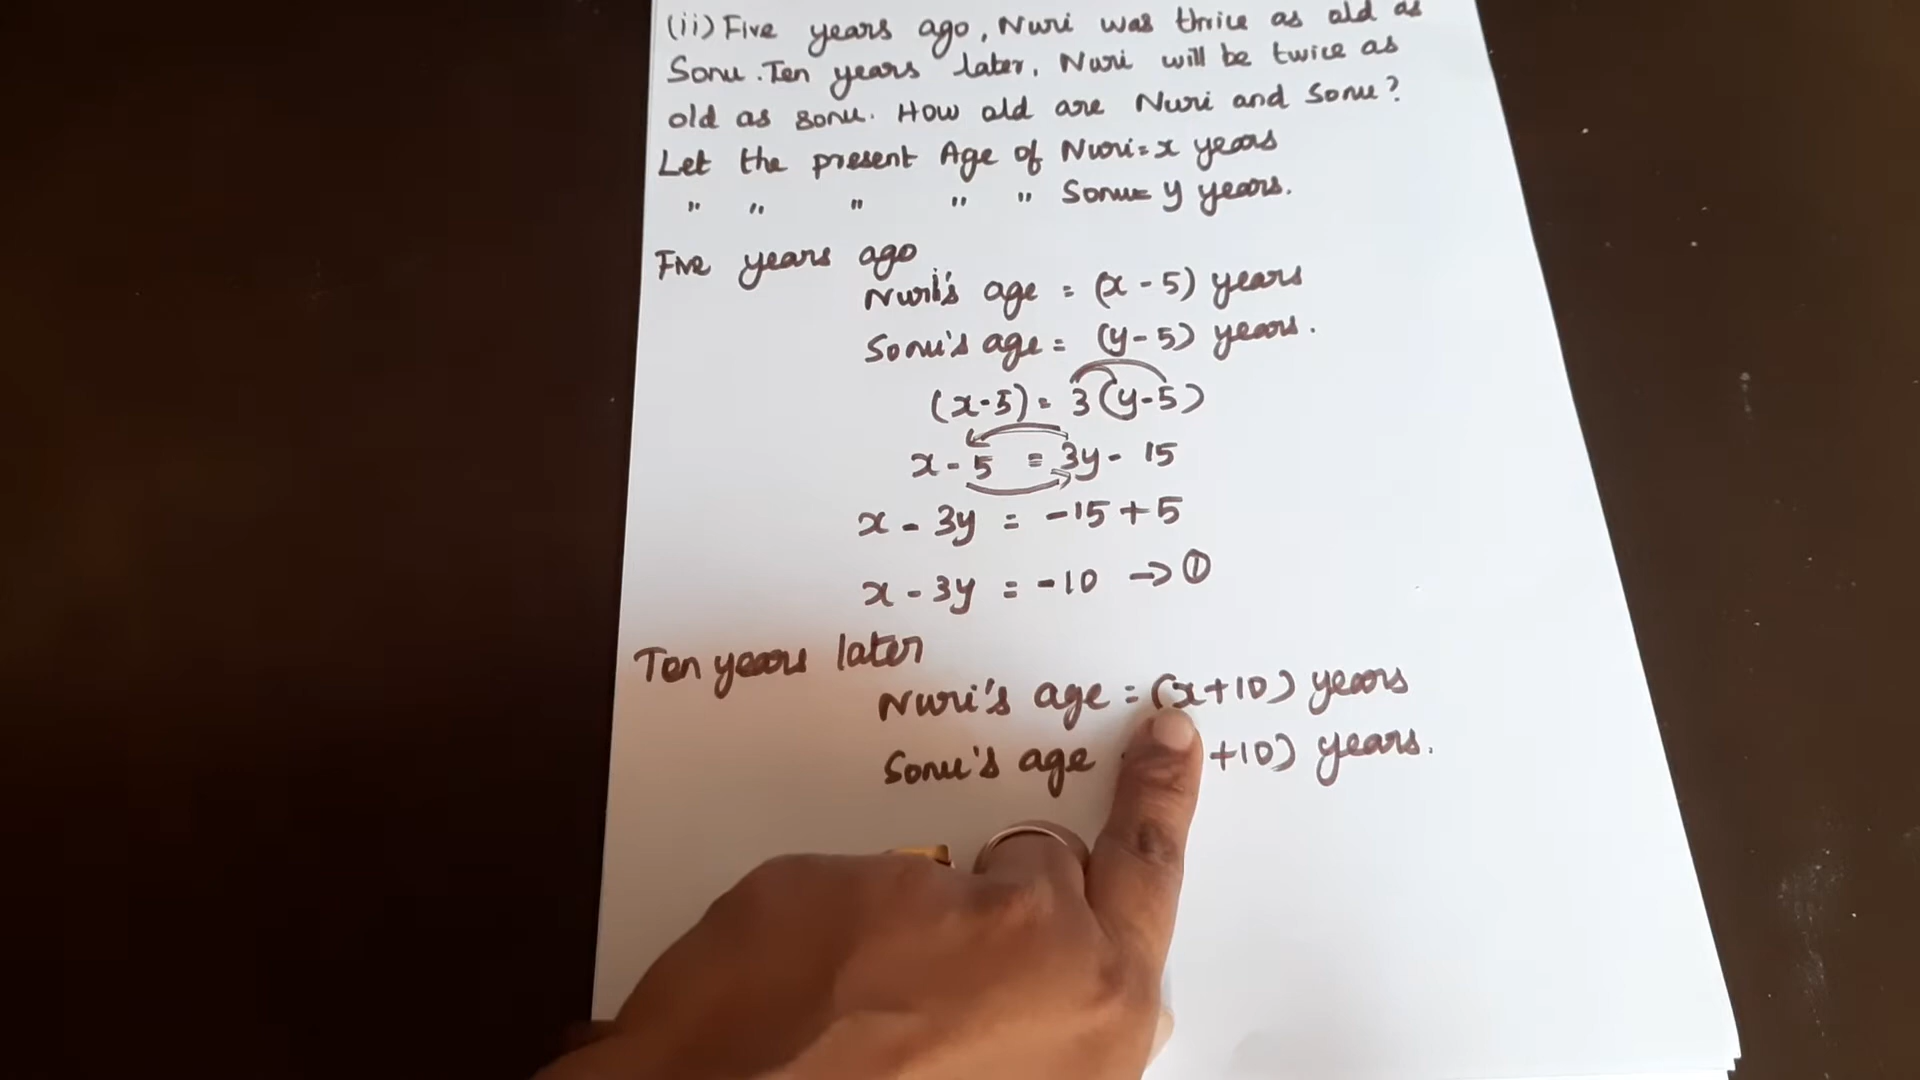 (ii) Five years ago, Nuri was thrice as old as
Sonu. Ten years later, Nuri will be twice as
old as sonu. How old are Nuri and Sonu?
Let the present Age of Nuri = x years
" " " " " Sonu = y years.
Five years ago
Nuri's age = (x - 5) years
Sonu's age = (y - 5) years.
(x - 5) = 3 (y - 5)
x - 5 = 3y - 15
x - 3y = -15 + 5
x - 3y = -10 → ①
Ten years later
Nuri's age = (x + 10) years
Sonu's age + 10) years.